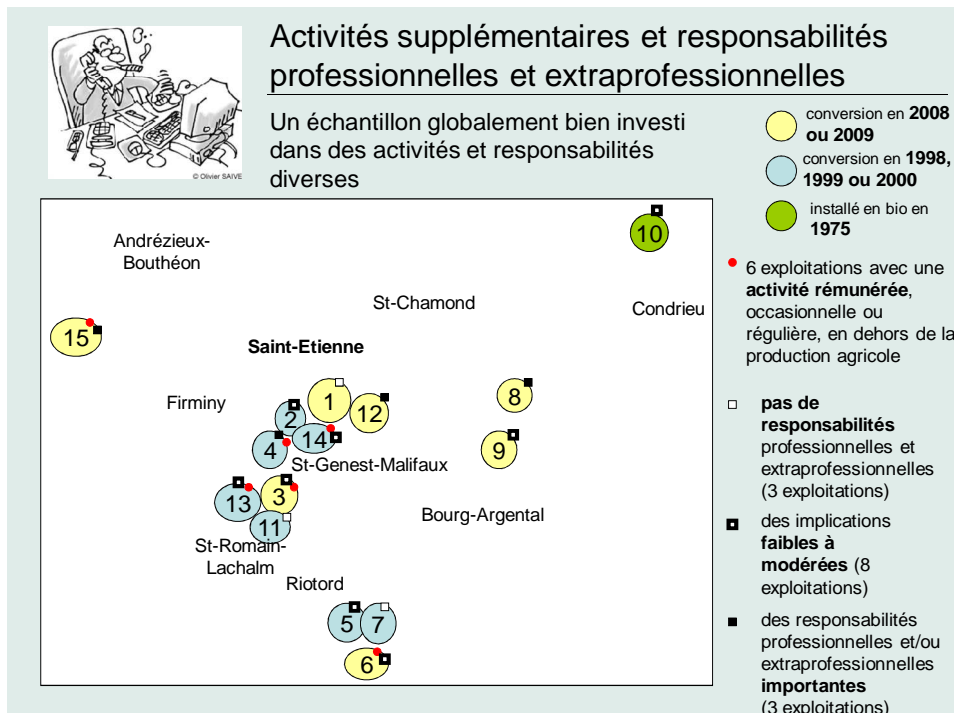 Activités supplémentaires et responsabilités
professionnelles et extraprofessionnelles
© Olivier SAIVE
Un échantillon globalement bien investi
dans des activités et responsabilités
diverses
conversion en 2008
ou 2009
conversion en 1998,
1999 ou 2000
installé en bio en
1975
10
Andrézieux-
Bouthéon
St-Chamond
Condrieu
15
Saint-Etienne
Firminy
1
12
8
2
14
4
9
St-Genest-Malifaux
13
3
11
Bourg-Argental
St-Romain-
Lachalm
Riotord
5
7
6
6 exploitations avec une
activité rémunérée,
occasionnelle ou
régulière, en dehors de la
production agricole
pas de
responsabilités
professionnelles et
extraprofessionnelles
(3 exploitations)
des implications
faibles à
modérées (8
exploitations)
des responsabilités
professionnelles et/ou
extraprofessionnelles
importantes
(3 exploitations)